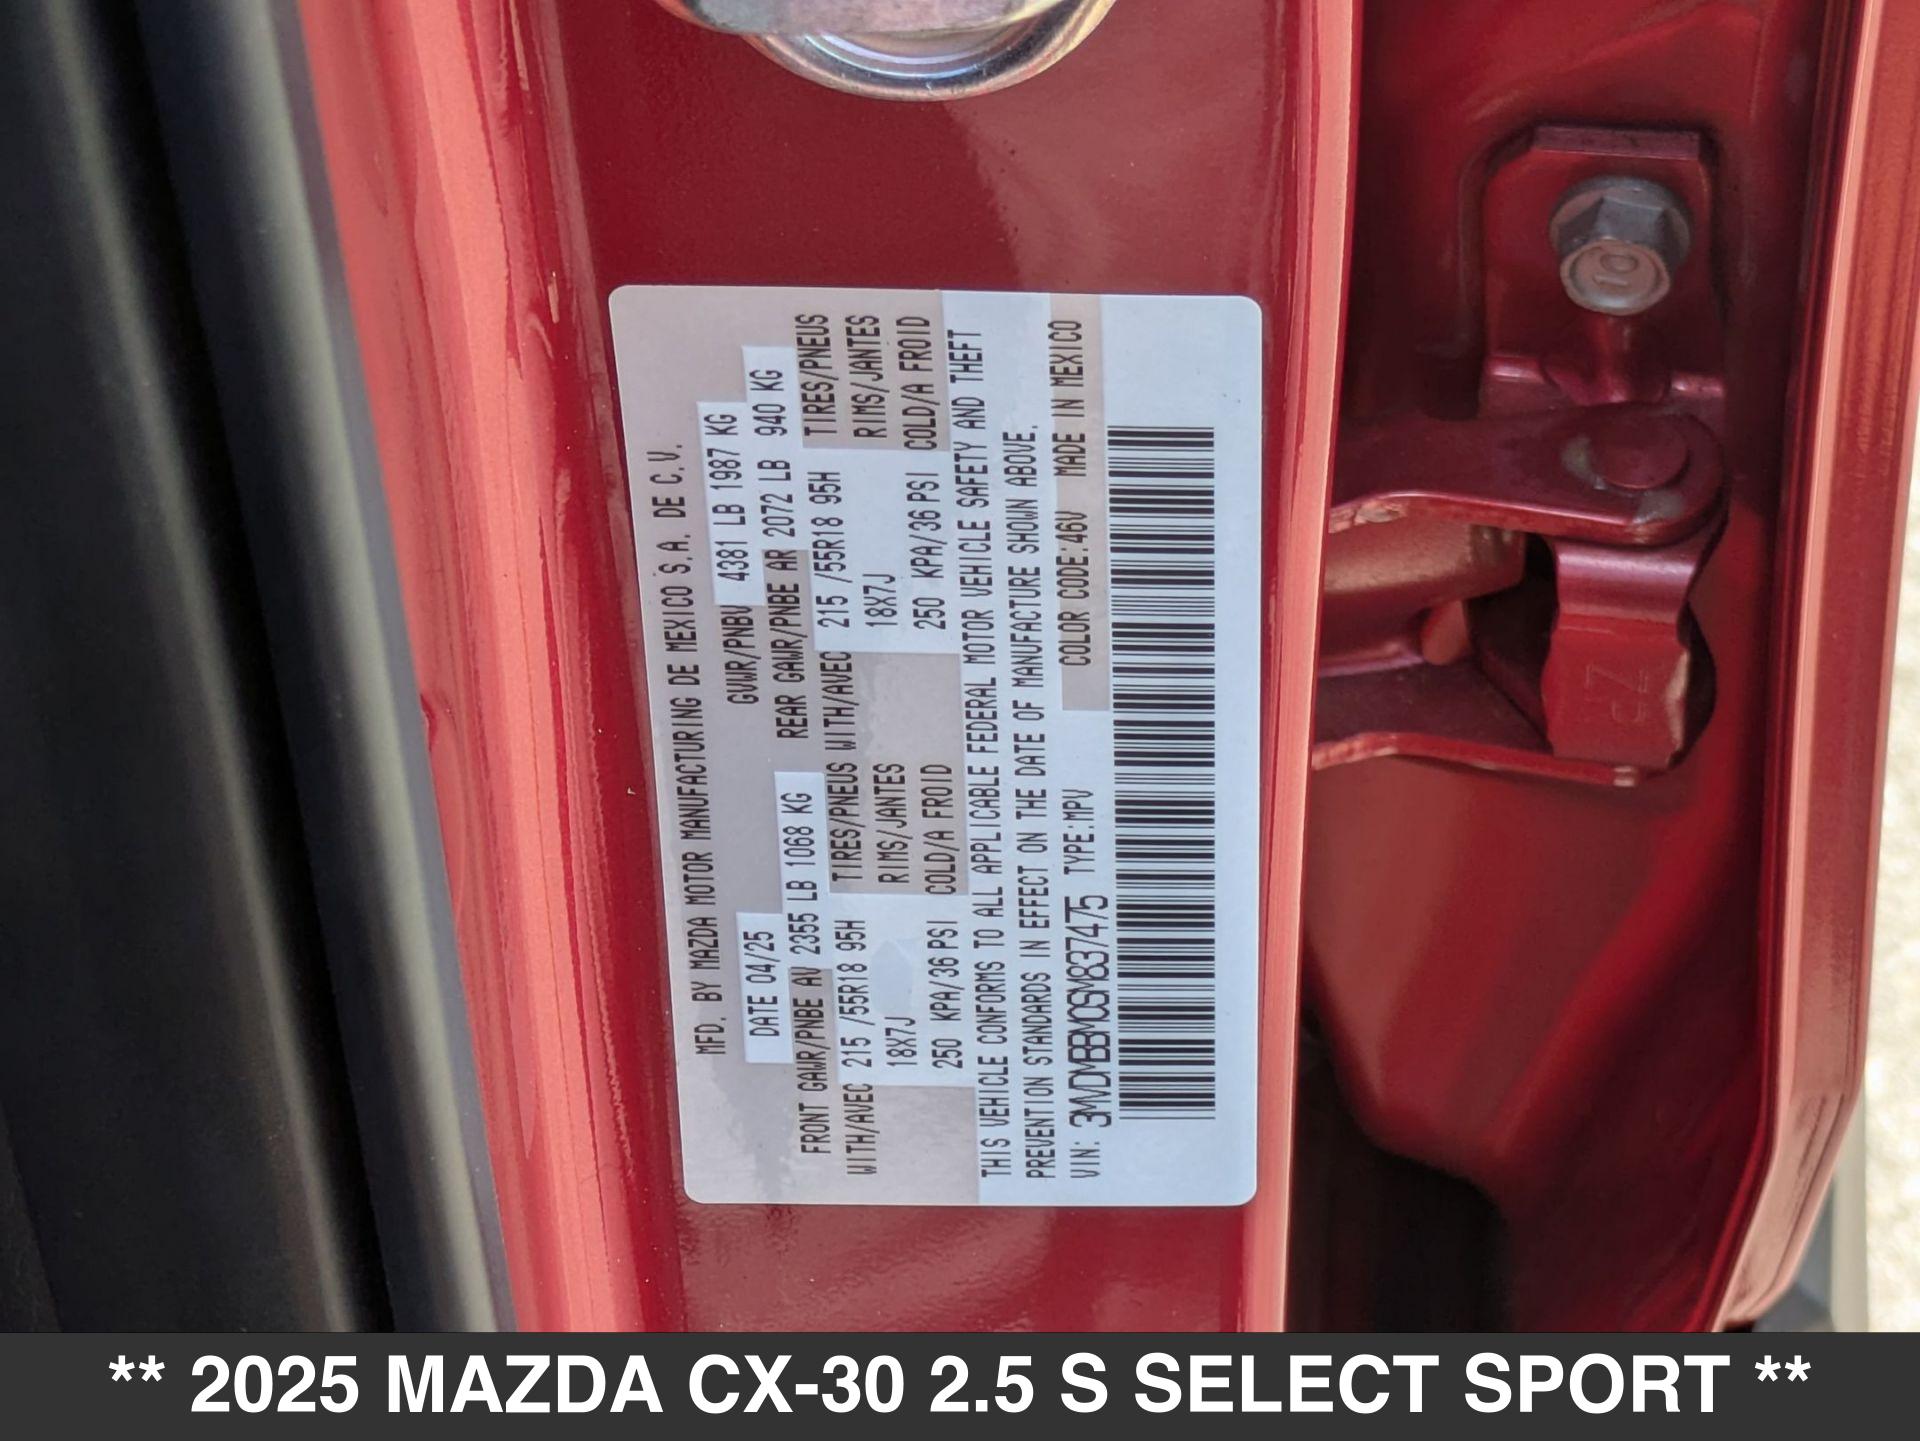 MFD. BY MAZDA MOTOR MANUFACTURING DE MEXICO S.A. DE C.V.
DATE 04/25 GVWR/PNBV 4381 LB 1987 KG
FRONT GAWR/PNBE AV 2355 LB 1068 KG REAR GAWR/PNBE AR 2072 LB 940 KG
WITH/AVEC 215 /55R18 95H TIRES/PNEUS WITH/AVEC 215 /55R18 95H TIRES/PNEUS
18X7J RIMS/JANTES 18X7J RIMS/JANTES
250 KPA/36 PSI COLD/A FROID 250 KPA/36 PSI COLD/A FROID
THIS VEHICLE CONFORMS TO ALL APPLICABLE FEDERAL MOTOR VEHICLE SAFETY AND THEFT
PREVENTION STANDARDS IN EFFECT ON THE DATE OF MANUFACTURE SHOWN ABOVE.
VIN: 3MVDMBBM0SM837475 TYPE:MPV COLOR CODE:46V MADE IN MEXICO
10
** 2025 MAZDA CX-30 2.5 S SELECT SPORT **